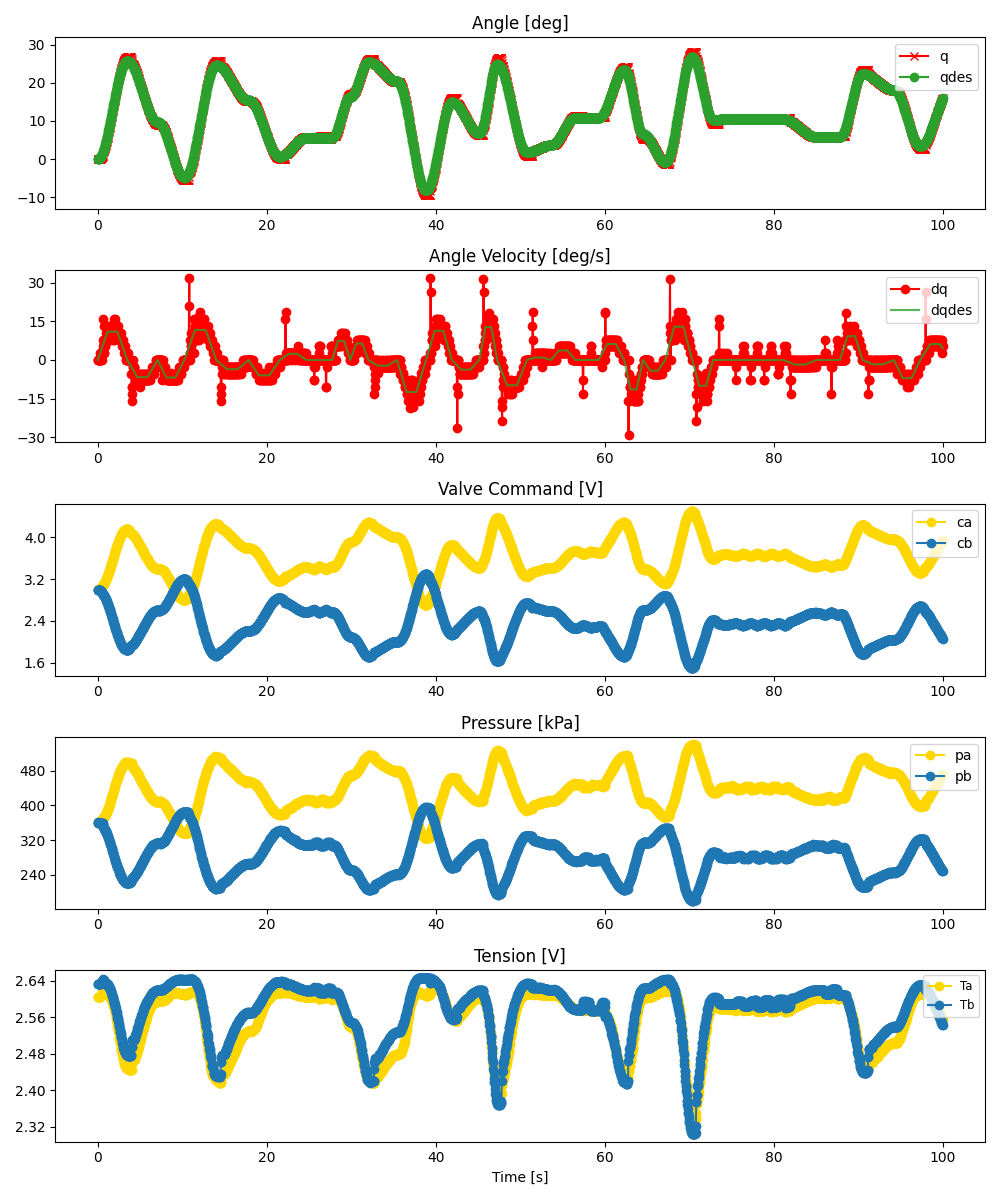 Angle [deg]
30
20
10
0
−10
q
qdes
0 20 40 60 80 100
Angle Velocity [deg/s]
30
15
0
−15
−30
dq
dqdes
0 20 40 60 80 100
Valve Command [V]
4.0
3.2
2.4
1.6
ca
cb
0 20 40 60 80 100
Pressure [kPa]
480
400
320
240
pa
pb
0 20 40 60 80 100
Tension [V]
2.64
2.56
2.48
2.40
2.32
Ta
Tb
0 20 40 60 80 100
Time [s]